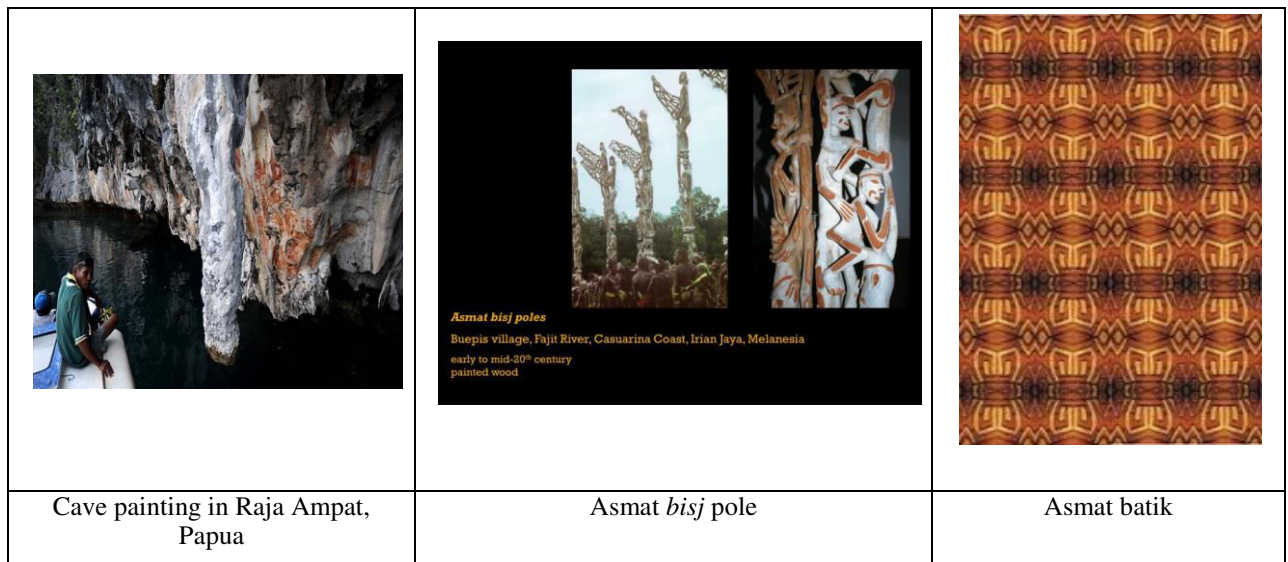 Asmat bisj poles
Buepis village, Fajit River, Casuarina Coast, Irian Jaya, Melanesia
early to mid-20th century
painted wood
Cave painting in Raja Ampat,
Papua
Asmat bisj pole
Asmat batik